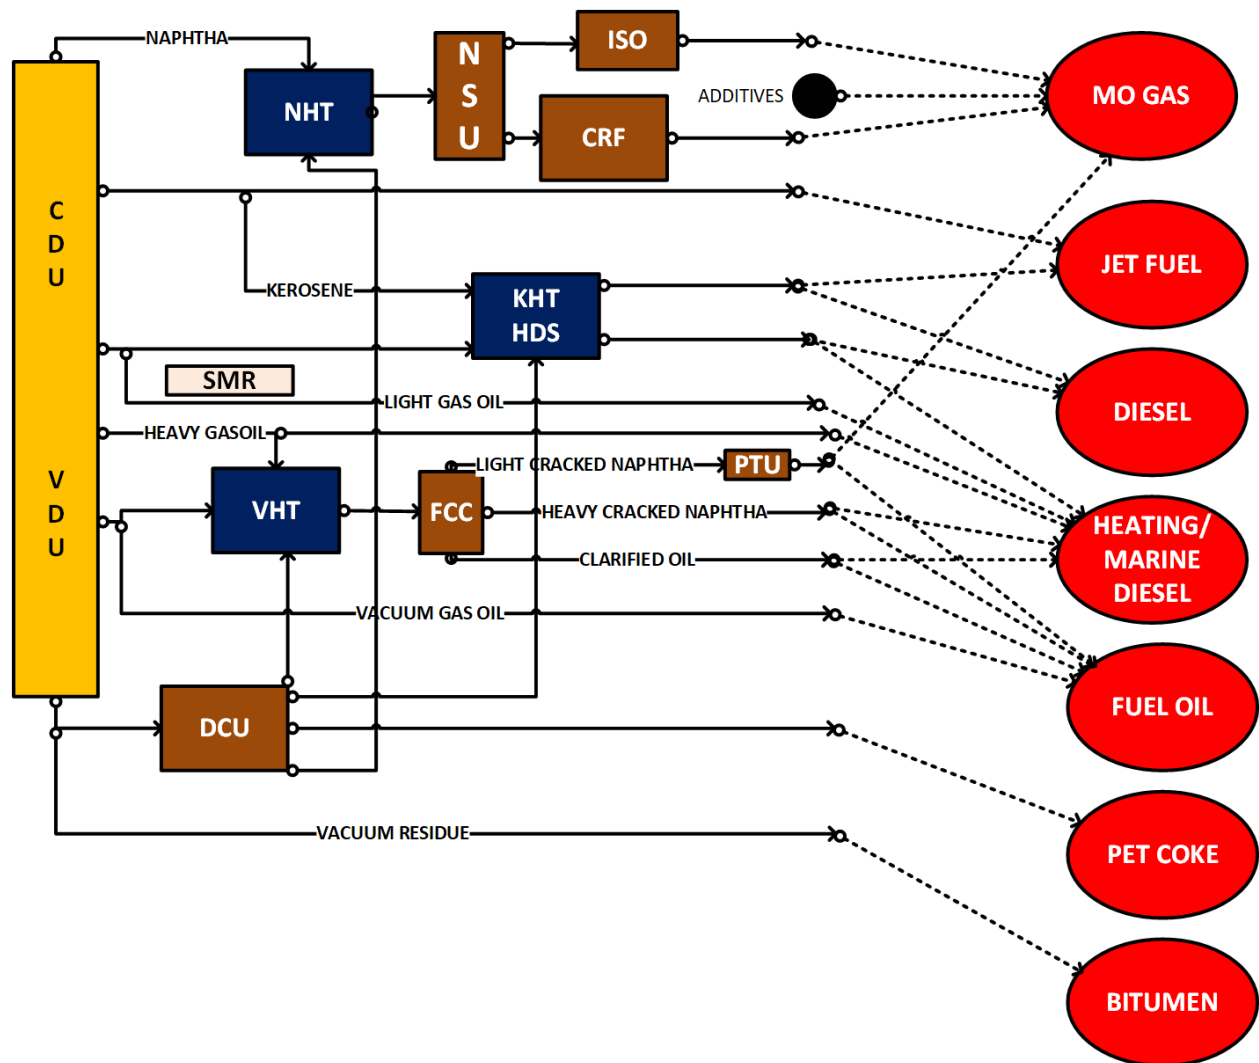 NAPHTHA
NHT
N
S
U
ISO
ADDITIVES
CRF
MO GAS
C
D
U
V
D
U
KEROSENE
KHT
HDS
JET FUEL
SMR
LIGHT GAS OIL
DIESEL
HEAVY GASOIL
LIGHT CRACKED NAPHTHA
PTU
VHT
FCC
HEAVY CRACKED NAPHTHA
CLARIFIED OIL
HEATING/
MARINE
DIESEL
VACUUM GAS OIL
DCU
FUEL OIL
VACUUM RESIDUE
PET COKE
BITUMEN